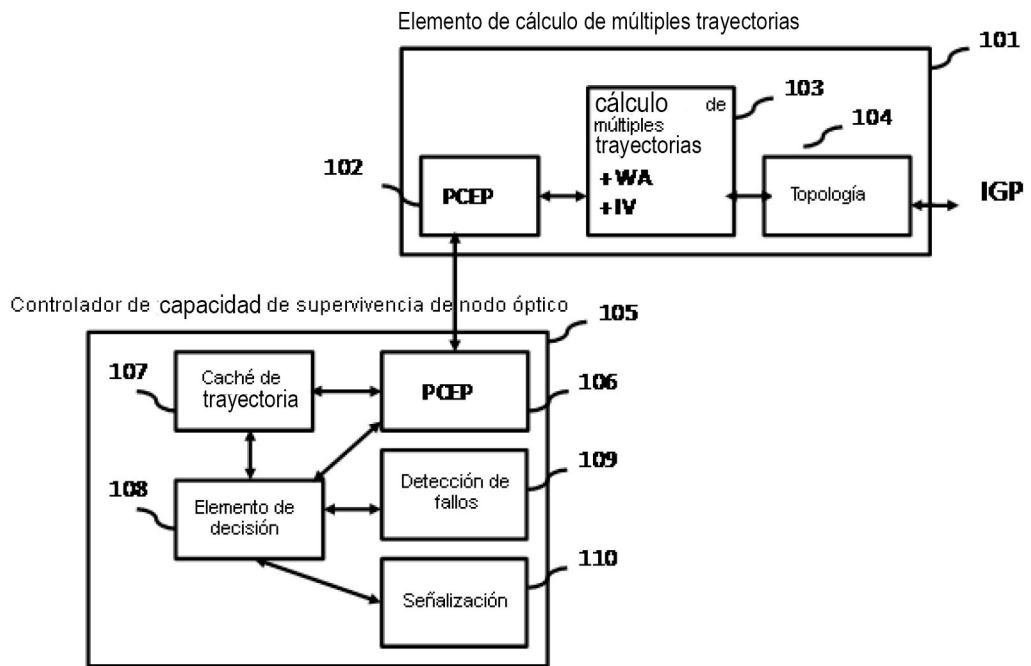 Elemento de cálculo de múltiples trayectorias
101
cálculo de
múltiples
trayectorias
+WA
+IV
103
104
102
PCEP
Topología
IGP
Controlador de capacidad de supervivencia de nodo óptico
105
107
Caché de
trayectoria
PCEP
106
108
Elemento de
decisión
Detección de
fallos
109
Señalización
110